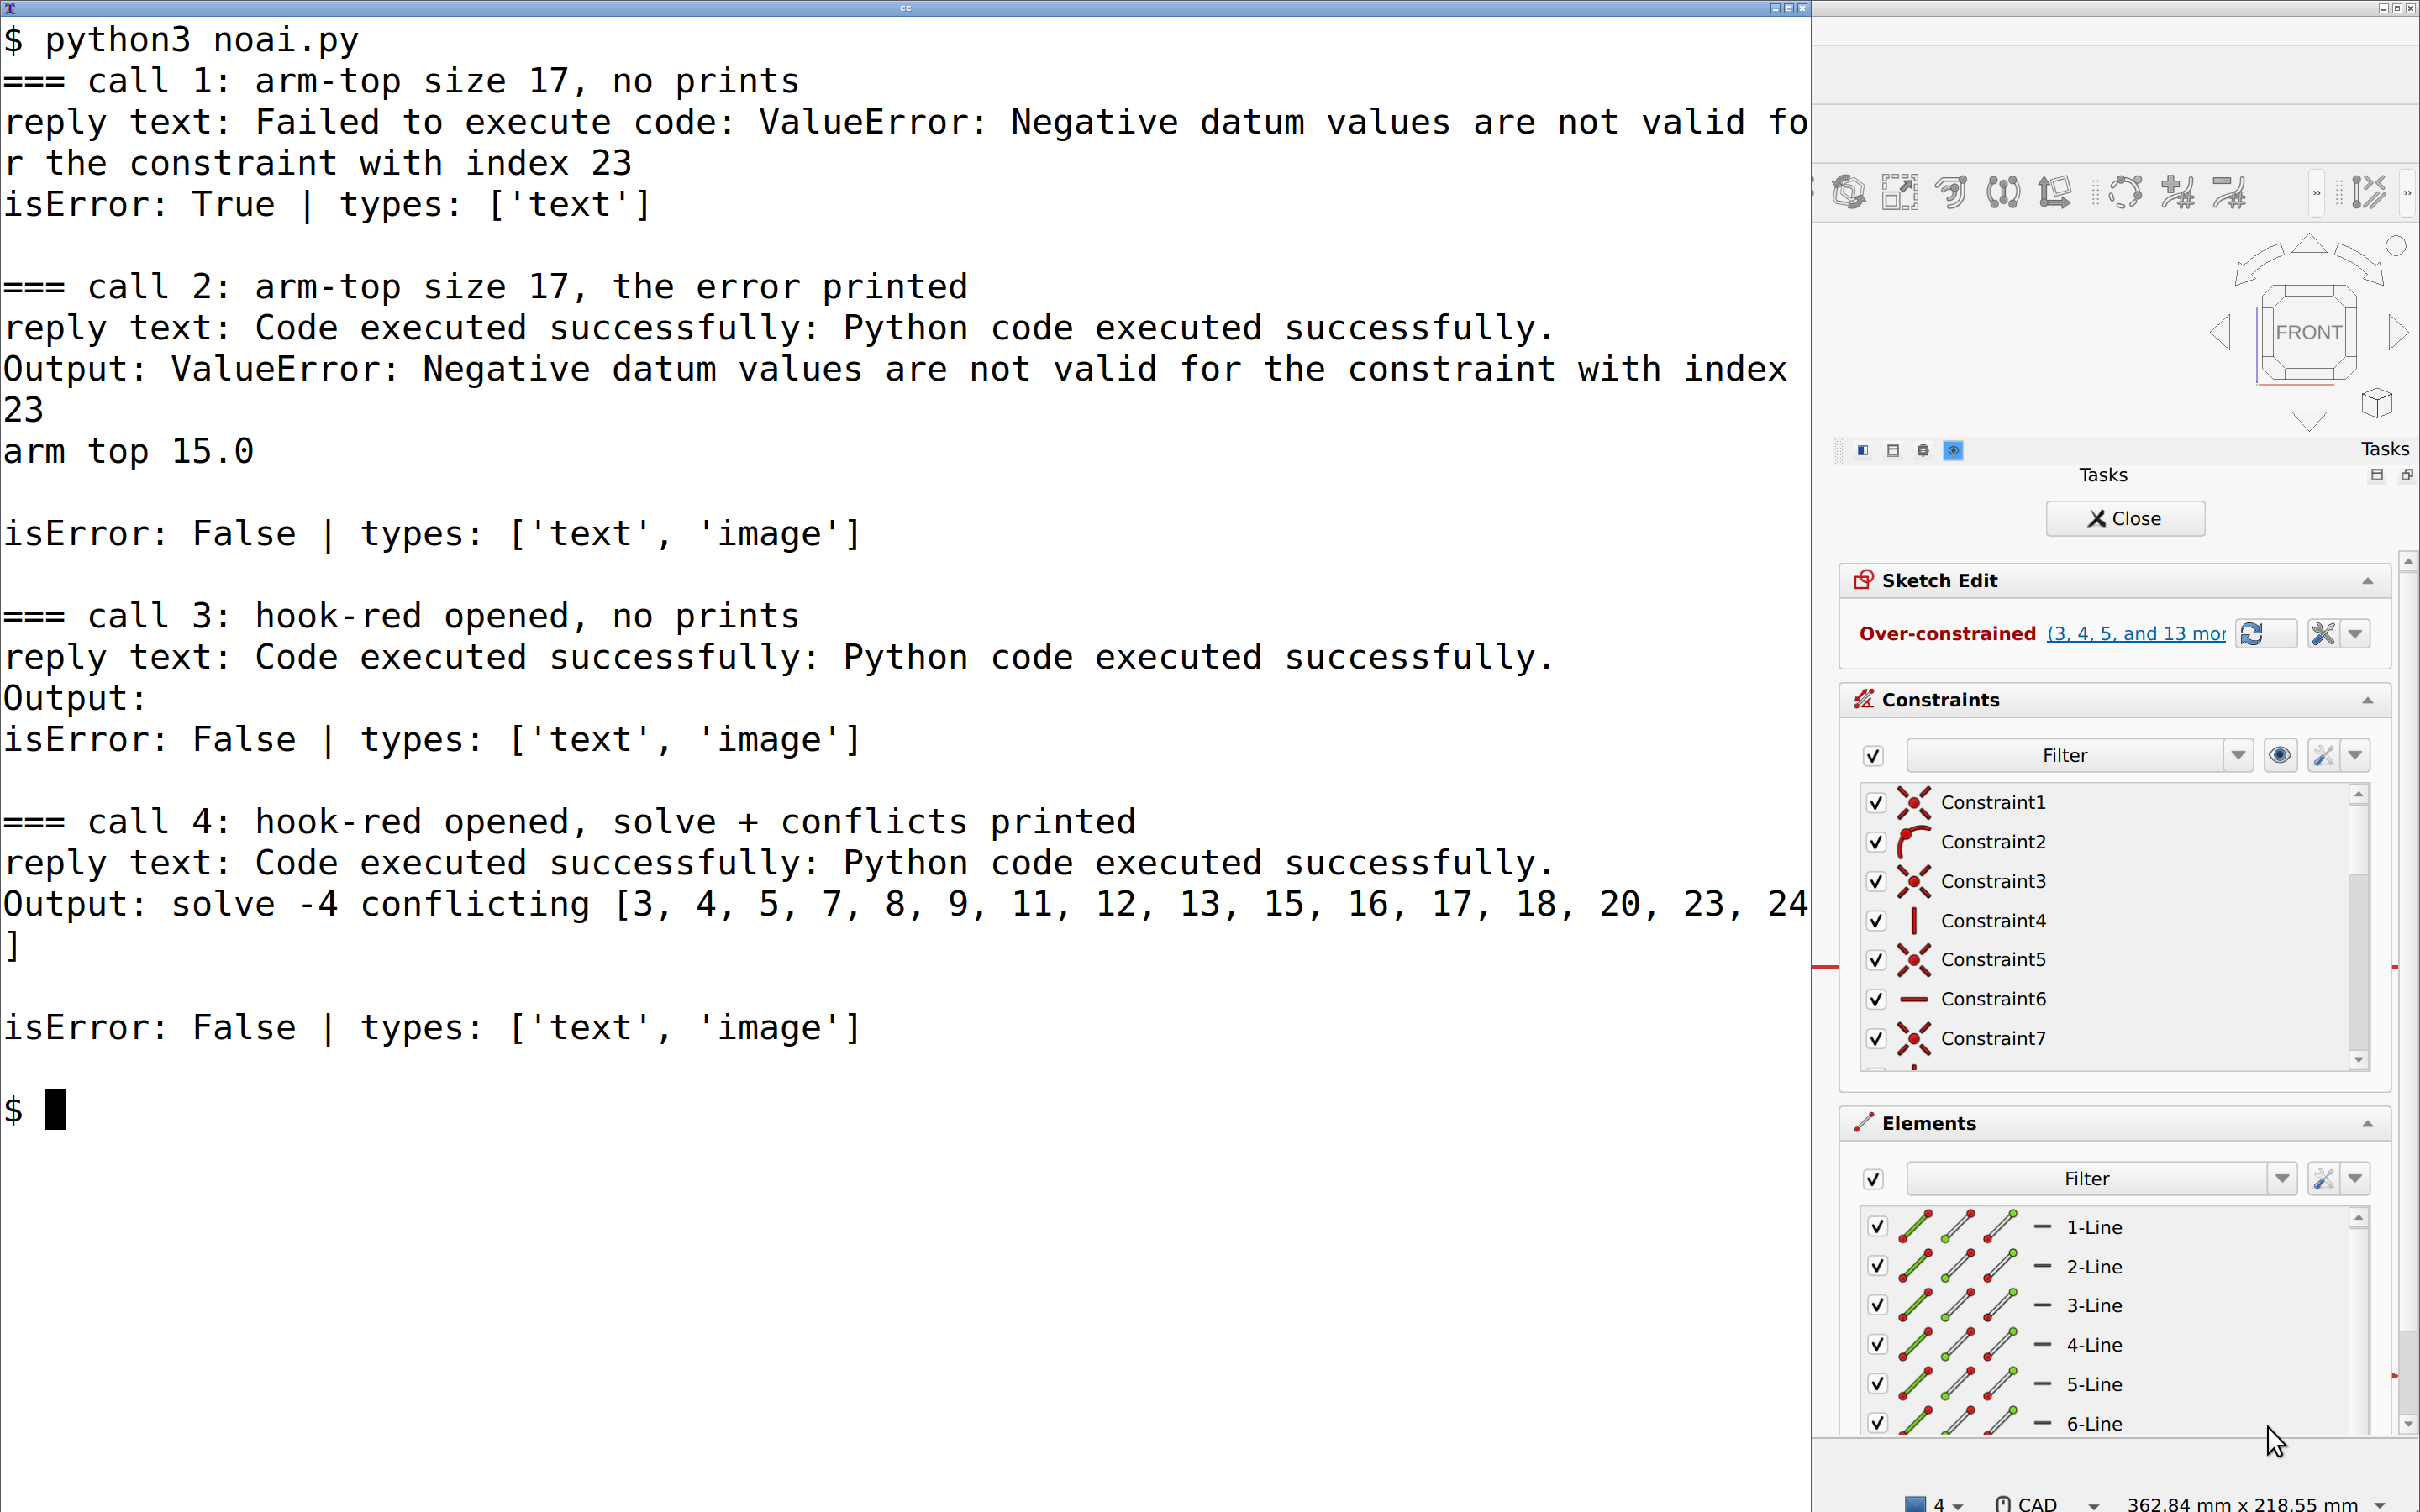 cc
$ python3 noai.py
=== call 1: arm-top size 17, no prints
reply text: Failed to execute code: ValueError: Negative datum values are not valid fo
r the constraint with index 23
isError: True | types: ['text']
=== call 2: arm-top size 17, the error printed
reply text: Code executed successfully: Python code executed successfully.
Output: ValueError: Negative datum values are not valid for the constraint with index
23
arm top 15.0
isError: False | types: ['text', 'image']
=== call 3: hook-red opened, no prints
reply text: Code executed successfully: Python code executed successfully.
Output:
isError: False | types: ['text', 'image']
=== call 4: hook-red opened, solve + conflicts printed
reply text: Code executed successfully: Python code executed successfully.
Output: solve -4 conflicting [3, 4, 5, 7, 8, 9, 11, 12, 13, 15, 16, 17, 18, 20, 23, 24
]
isError: False | types: ['text', 'image']
$
FRONT
Tasks
Tasks
Close
Sketch Edit
Over-constrained (3, 4, 5, and 13 mor
Constraints
Filter
Constraint1
Constraint2
Constraint3
Constraint4
Constraint5
Constraint6
Constraint7
Elements
Filter
1-Line
2-Line
3-Line
4-Line
5-Line
6-Line
4 CAD 362.84 mm x 218.55 mm